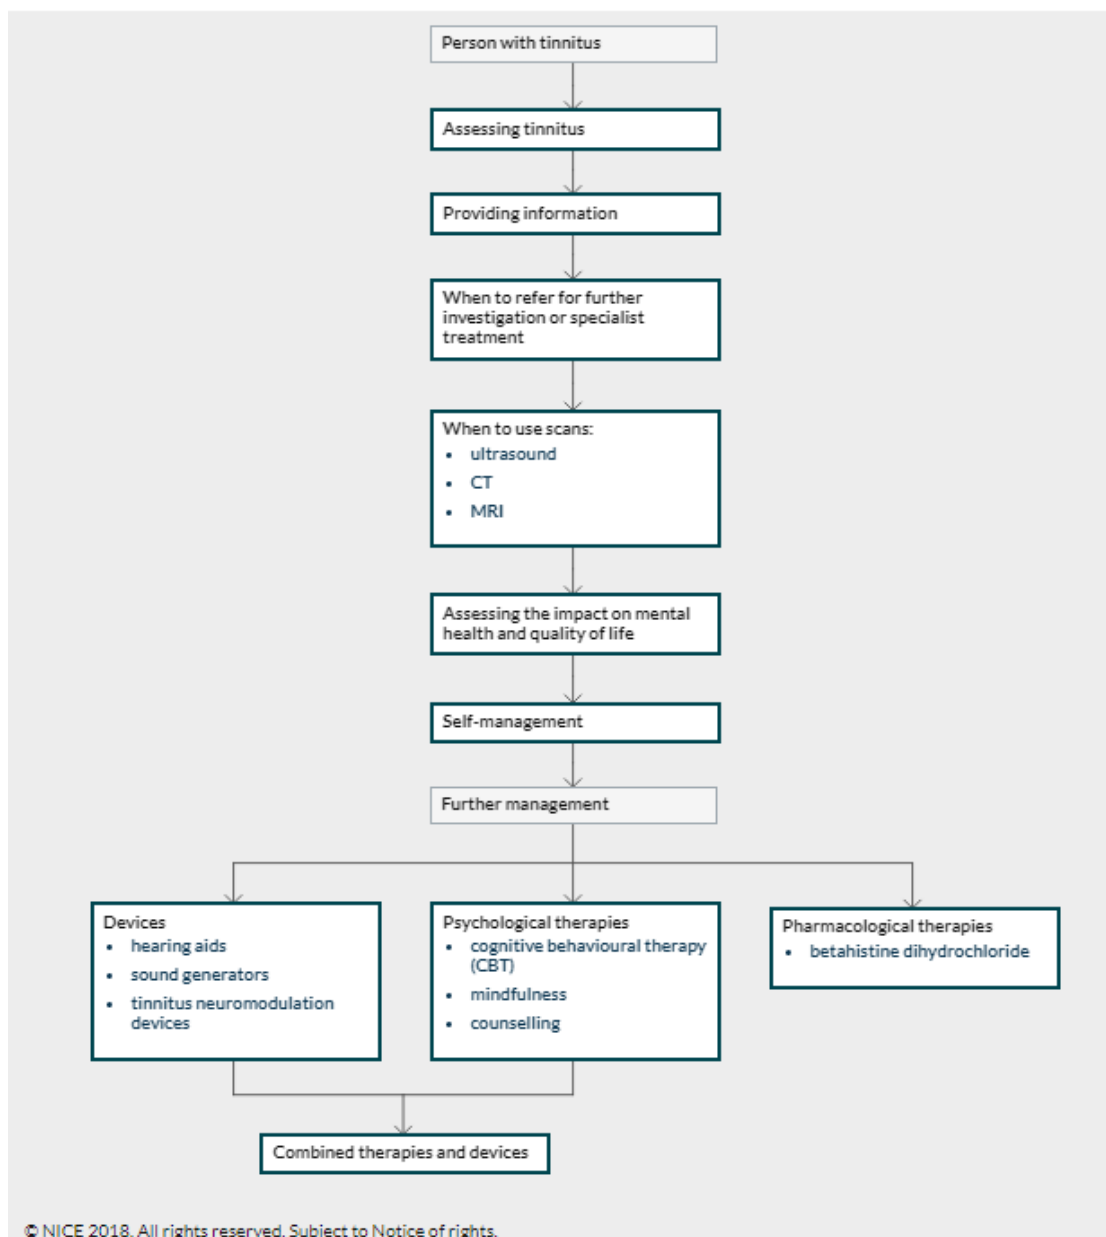 Person with tinnitus
Assessing tinnitus
Providing information
When to refer for further
investigation or specialist
treatment
When to use scans:
• ultrasound
• CT
• MRI
Assessing the impact on mental
health and quality of life
Self-management
Further management
Devices
• hearing aids
• sound generators
• tinnitus neuromodulation
devices
Psychological therapies
• cognitive behavioural therapy
(CBT)
• mindfulness
• counselling
Pharmacological therapies
• betahistine dihydrochloride
Combined therapies and devices
© NICE 2018. All rights reserved. Subject to Notice of rights.